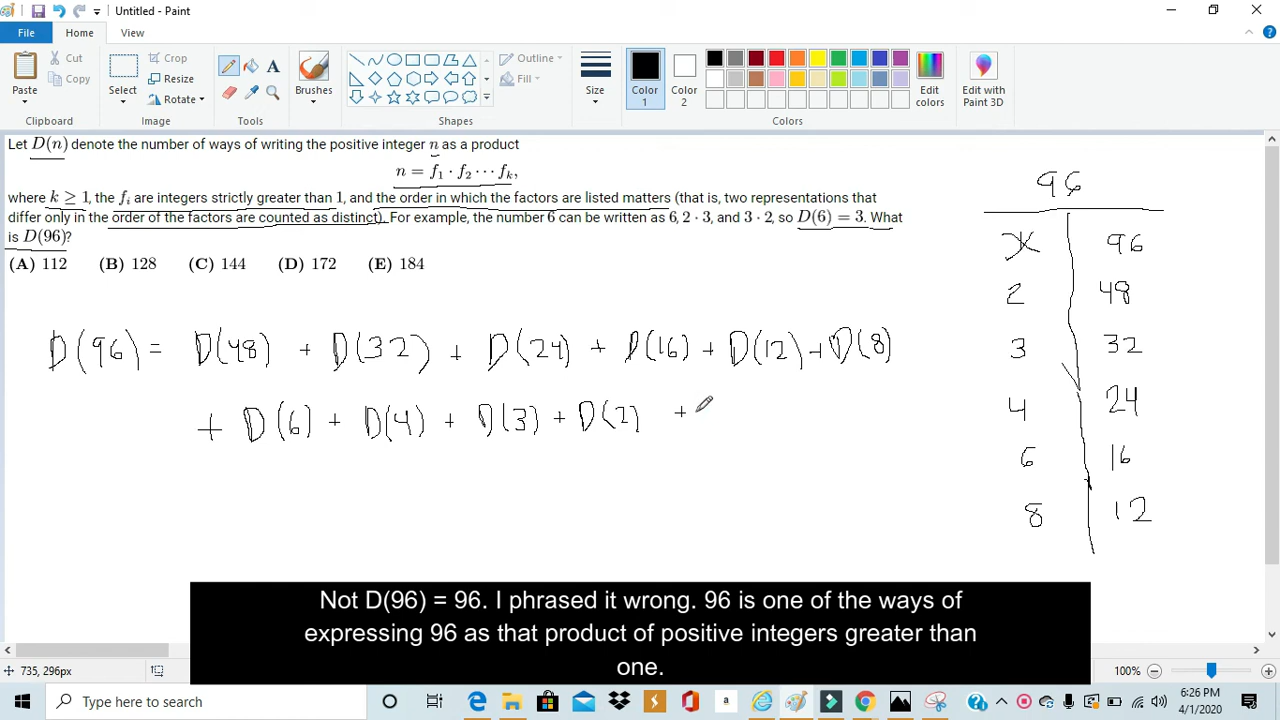 Untitled - Paint
File Home View
Paste
Cut
Copy
Clipboard
Select
Crop
Resize
Rotate
Image
Tools
Brushes
Outline
Fill
Shapes
Size
Color 1
Color 2
Edit colors
Colors
Edit with Paint 3D
Let D(n) denote the number of ways of writing the positive integer n as a product
n = f₁ · f₂ ⋯ fₖ,
where k ≥ 1, the fᵢ are integers strictly greater than 1, and the order in which the factors are listed matters (that is, two representations that
differ only in the order of the factors are counted as distinct). For example, the number 6 can be written as 6, 2 · 3, and 3 · 2, so D(6) = 3. What
is D(96)?
(A) 112 (B) 128 (C) 144 (D) 172 (E) 184
96
96
2 48
3 32
4 24
6 16
8 12
D(96) = D(48) + D(32) + D(24) + D(16) + D(12) + D(8)
+ D(6) + D(4) + D(3) + D(2) +
Not D(96) = 96. I phrased it wrong. 96 is one of the ways of
expressing 96 as that product of positive integers greater than
one.
735, 296px
100%
Type here to search
6:26 PM
4/1/2020